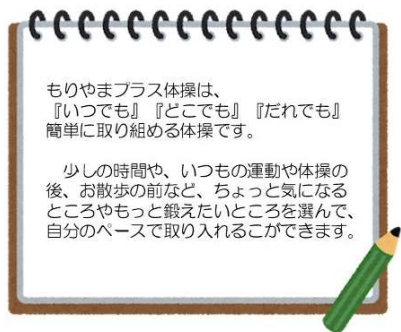 もりやまプラス体操は、
『いつでも』『どこでも』『だれでも』
簡単に取り組める体操です。
　少しの時間や、いつもの運動や体操の
後、お散歩の前など、ちょっと気になる
ところやもっと鍛えたいところを選んで、
自分のペースで取り入れるこができます。